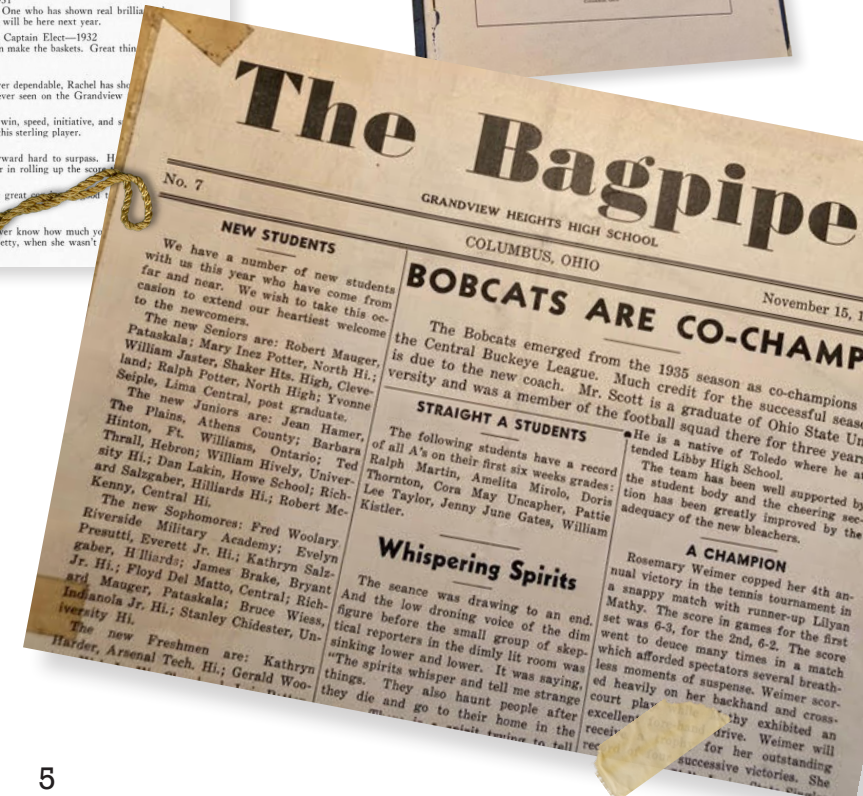 1931
One who has shown real brillia
will be here next year.
Captain Elect—1932
n make the baskets. Great thin
er dependable, Rachel has sho
ever seen on the Grandview
win, speed, initiative, and s
his sterling player.
ward hard to surpass. H
r in rolling up the score
great
ver know how much yo
etty, when she wasn't
The Bagpipe
No. 7
GRANDVIEW HEIGHTS HIGH SCHOOL
COLUMBUS, OHIO
November 15, 1
NEW STUDENTS
We have a number of new students
with us this year who have come from
far and near. We wish to take this oc-
casion to extend our heartiest welcome
to the newcomers.
The new Seniors are: Robert Mauger,
Pataskala; Mary Inez Potter, North Hi.;
William Jaster, Shaker Hts. High, Cleve-
land; Ralph Potter, North High; Yvonne
Seiple, Lima Central, post graduate.
The new Juniors are: Jean Hamer,
The Plains, Athens County; Barbara
Hinton, Ft. Williams, Ontario; Ted
Thrall, Hebron; William Hively, Univer-
sity Hi.; Dan Lakin, Howe School; Rich-
ard Salzgaber, Hilliards Hi.; Robert Mc-
Kenny, Central Hi.
The new Sophomores: Fred Woolary
Riverside Military Academy; Evelyn
Presutti, Everett Jr. Hi.; Kathryn Salz-
gaber, Hilliards; James Brake, Bryant
Jr. Hi.; Floyd Del Matto, Central; Rich-
ard Mauger, Pataskala; Bruce Wiess,
Indianola Jr. Hi.; Stanley Chidester, Un-
iversity Hi.
The new Freshmen are: Kathryn
Harder, Arsenal Tech. Hi.; Gerald Woo-
BOBCATS ARE CO-CHAMP
The Bobcats emerged from the 1935 season as co-champions
the Central Buckeye League. Much credit for the successful seaso
is due to the new coach. Mr. Scott is a graduate of Ohio State Un
versity and was a member of the football squad there for three years
STRAIGHT A STUDENTS
The following students have a record
of all A's on their first six weeks grades:
Ralph Martin, Amelita Mirolo, Doris
Thornton, Cora May Uncapher, Pattie
Lee Taylor, Jenny June Gates, William
Kistler.
Whispering Spirits
The seance was drawing to an end.
And the low droning voice of the dim
figure before the small group of skep-
tical reporters in the dimly lit room was
sinking lower and lower. It was saying,
"The spirits whisper and tell me strange
things. They also haunt people after
they die and go to their home in the
spirit trying to tell
He is a native of Toledo where he at
tended Libby High School.
The team has been well supported by
the student body and the cheering sec-
tion has been greatly improved by the
adequacy of the new bleachers.
A CHAMPION
Rosemary Weimer copped her 4th an-
nual victory in the tennis tournament in
a snappy match with runner-up Lilyan
Mathy. The score in games for the first
set was 6-3, for the 2nd, 6-2. The score
went to deuce many times in a match
which afforded spectators several breath-
less moments of suspense. Weimer scor-
ed heavily on her backhand and cross-
court play thy exhibited an
excellent drive. Weimer will
recei for her outstanding
rec successive victories. She
5